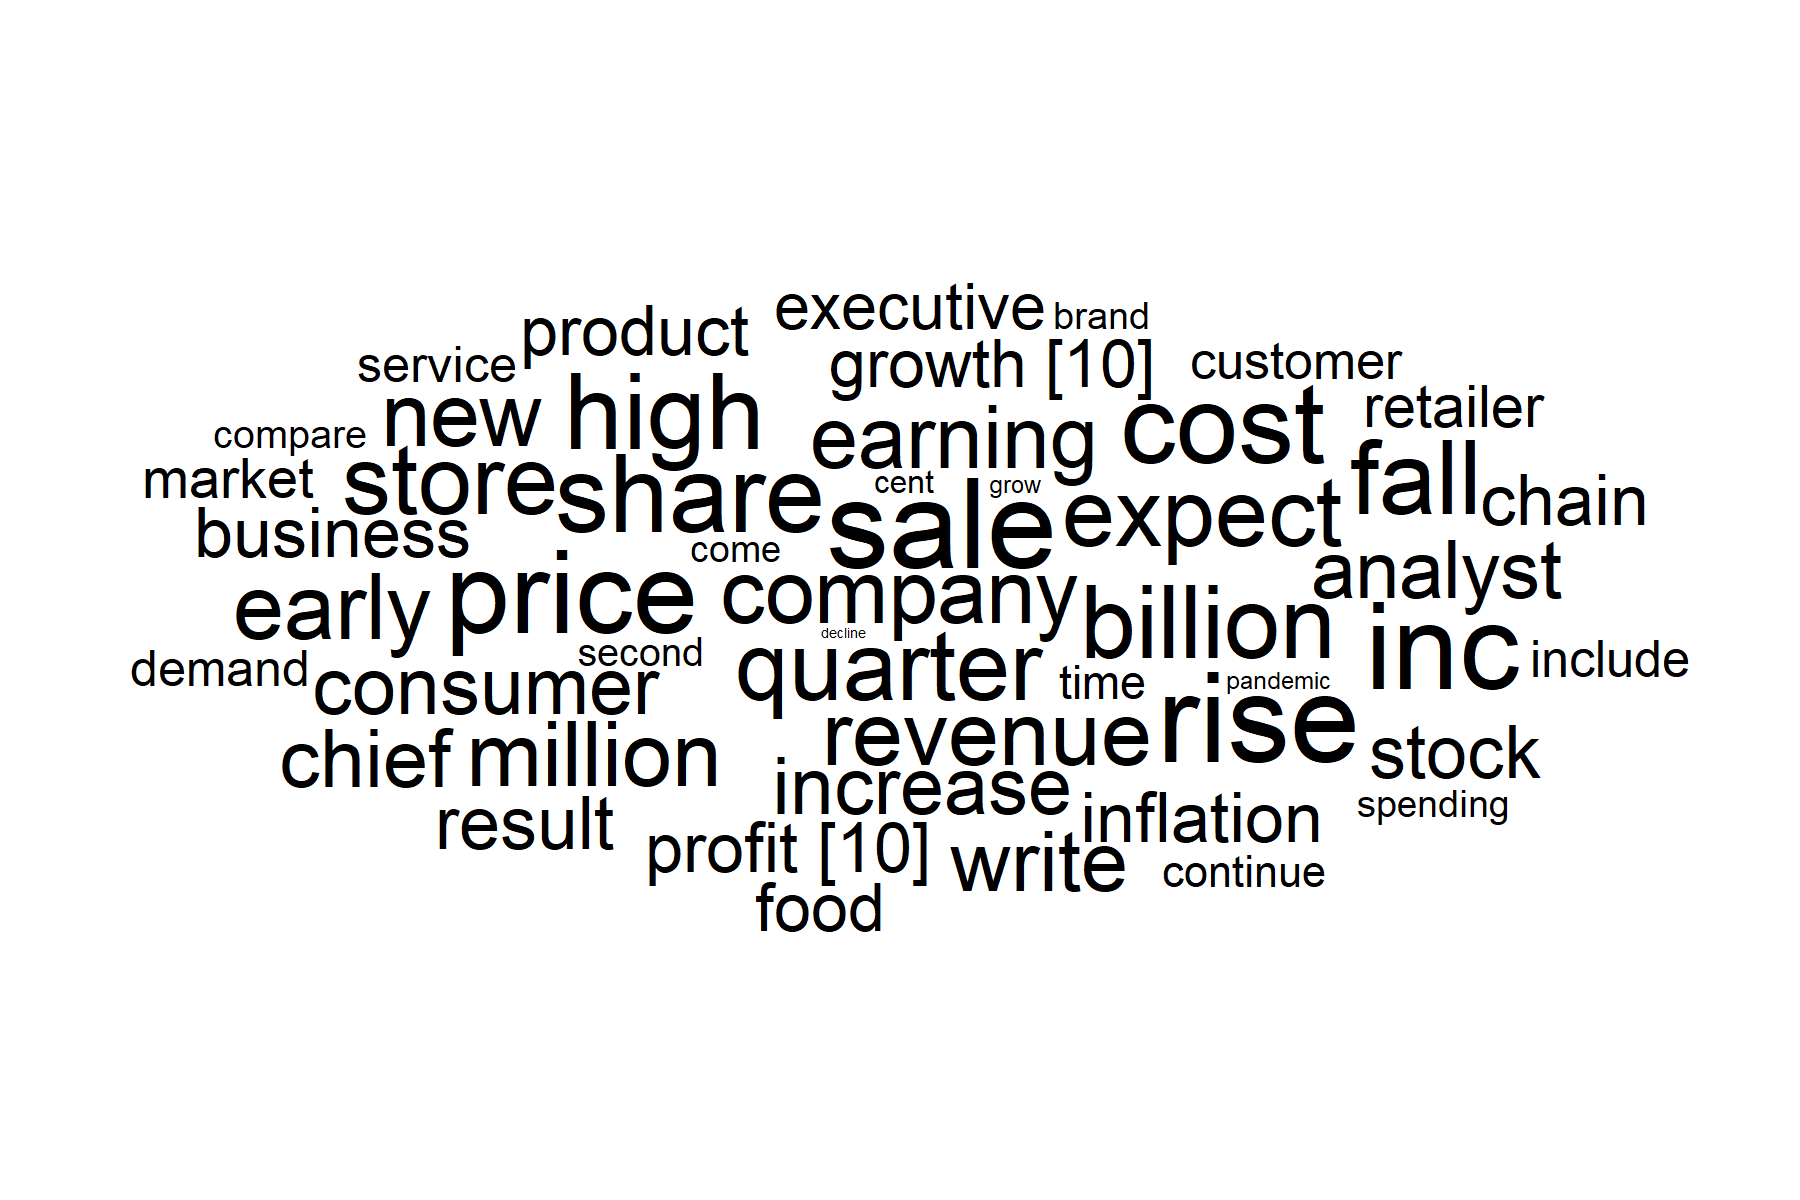 executive brand
product
service
growth [10] customer
new high
earning cost retailer
compare
market store share
cent grow
fall
business
come
sale expect chain
early price company
analyst
decline
billion
demand
consumer second
quarter time pandemic
inc include
chief million
revenue rise stock
increase
result
inflation spending
profit [10] write continue
food